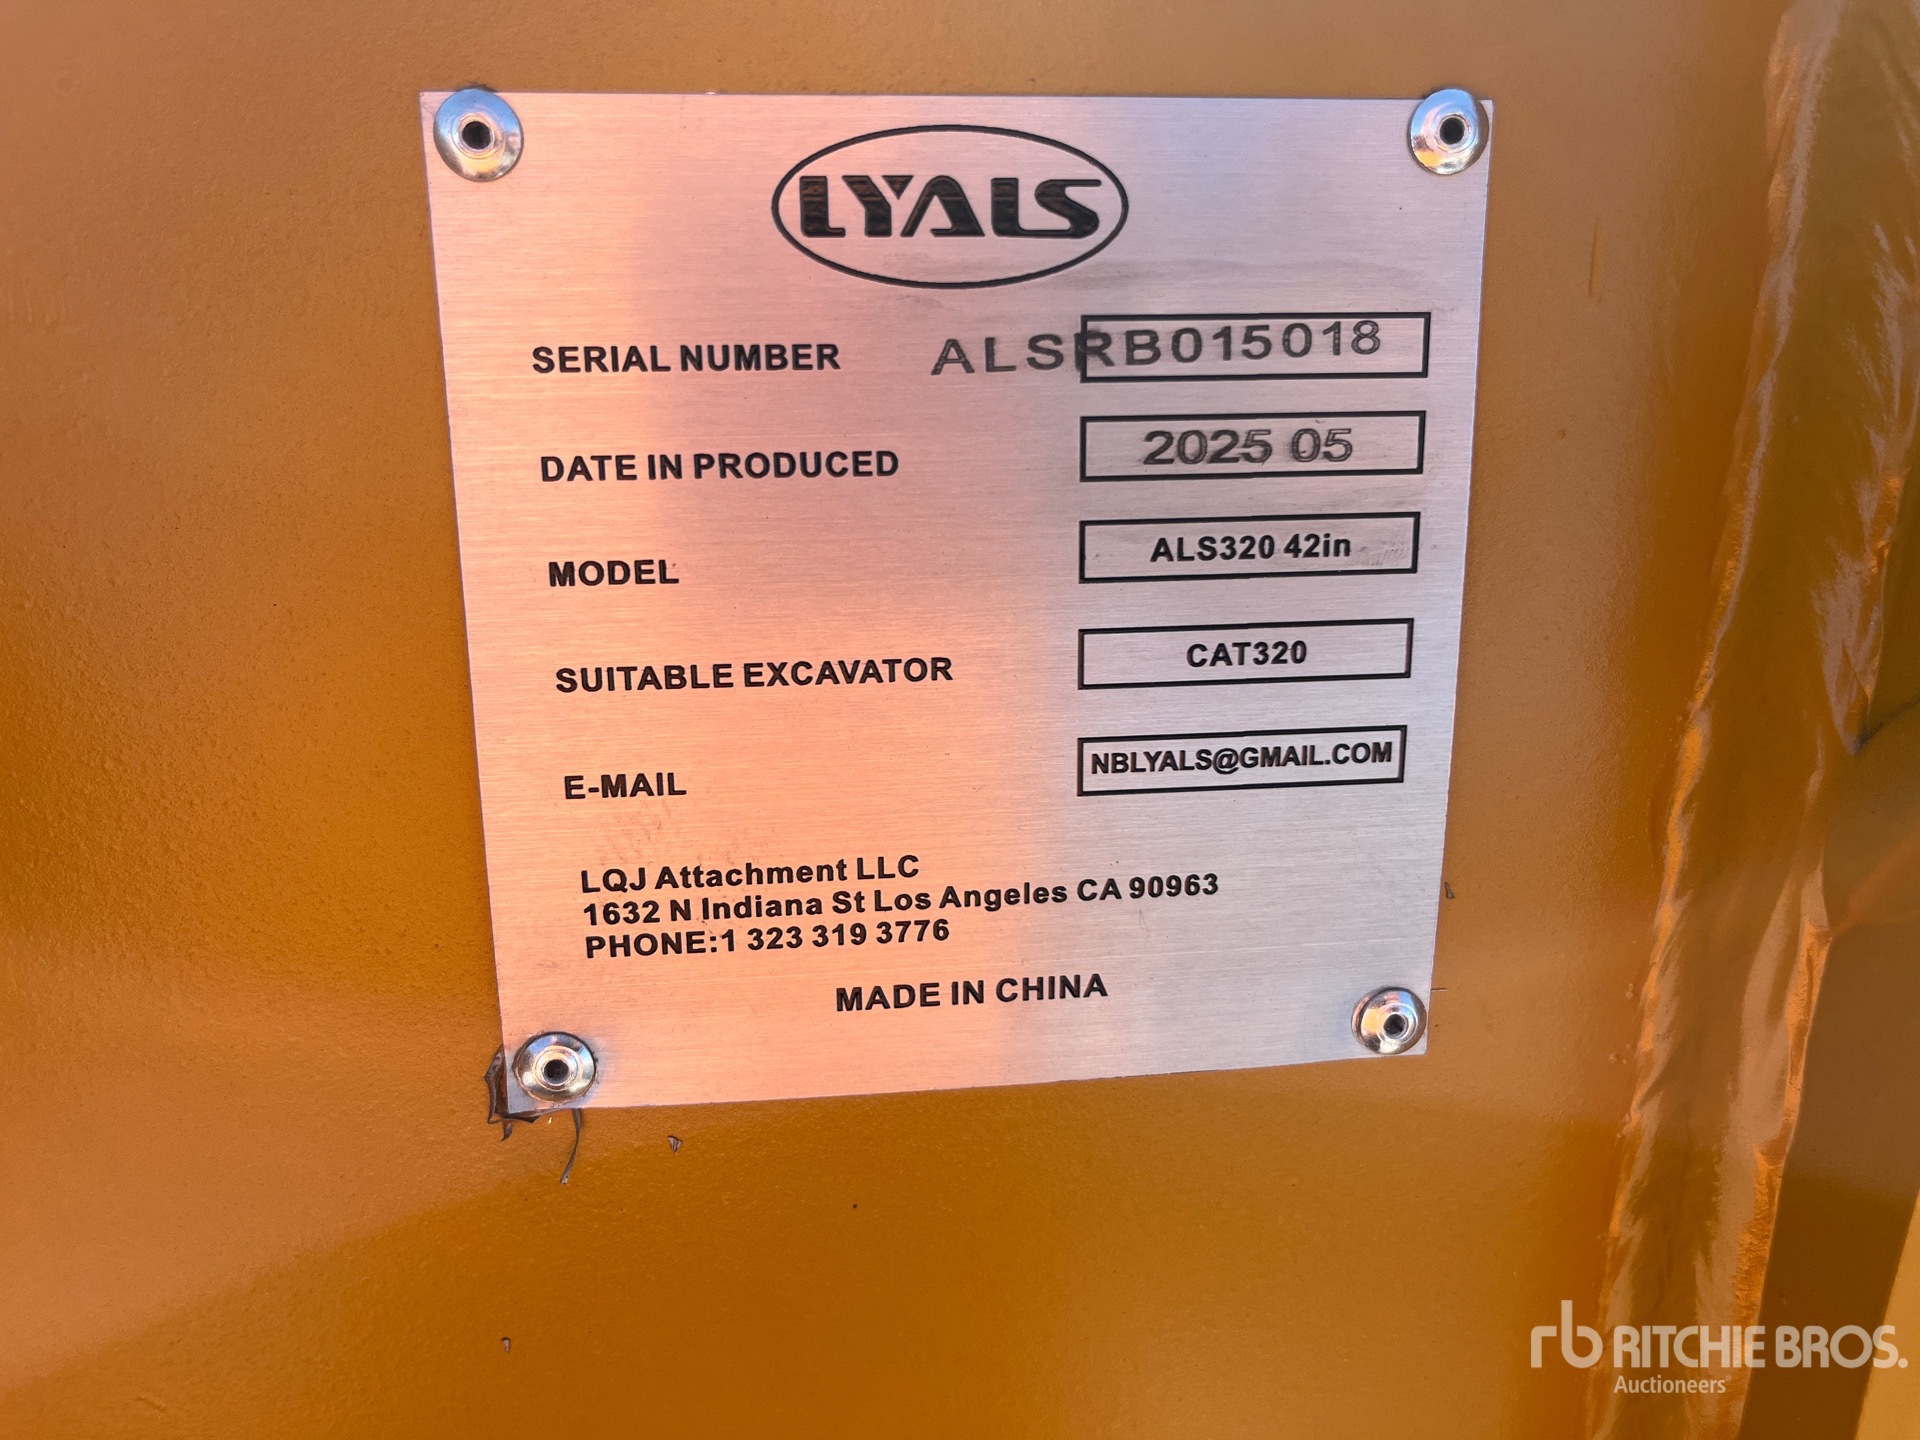 LYALS
SERIAL NUMBER ALSRB015018
DATE IN PRODUCED 2025 05
MODEL ALS320 42in
SUITABLE EXCAVATOR CAT320
E-MAIL NBLYALS@GMAIL.COM
LQJ Attachment LLC
1632 N Indiana St Los Angeles CA 90963
PHONE:1 323 319 3776
MADE IN CHINA
rb RITCHIE BROS.
Auctioneers